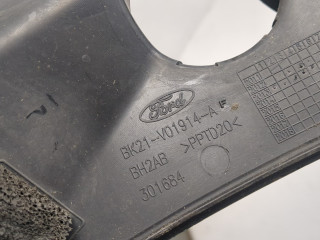 Ford
BK21-V01914-A
BH2AB >PPTD20<
301684